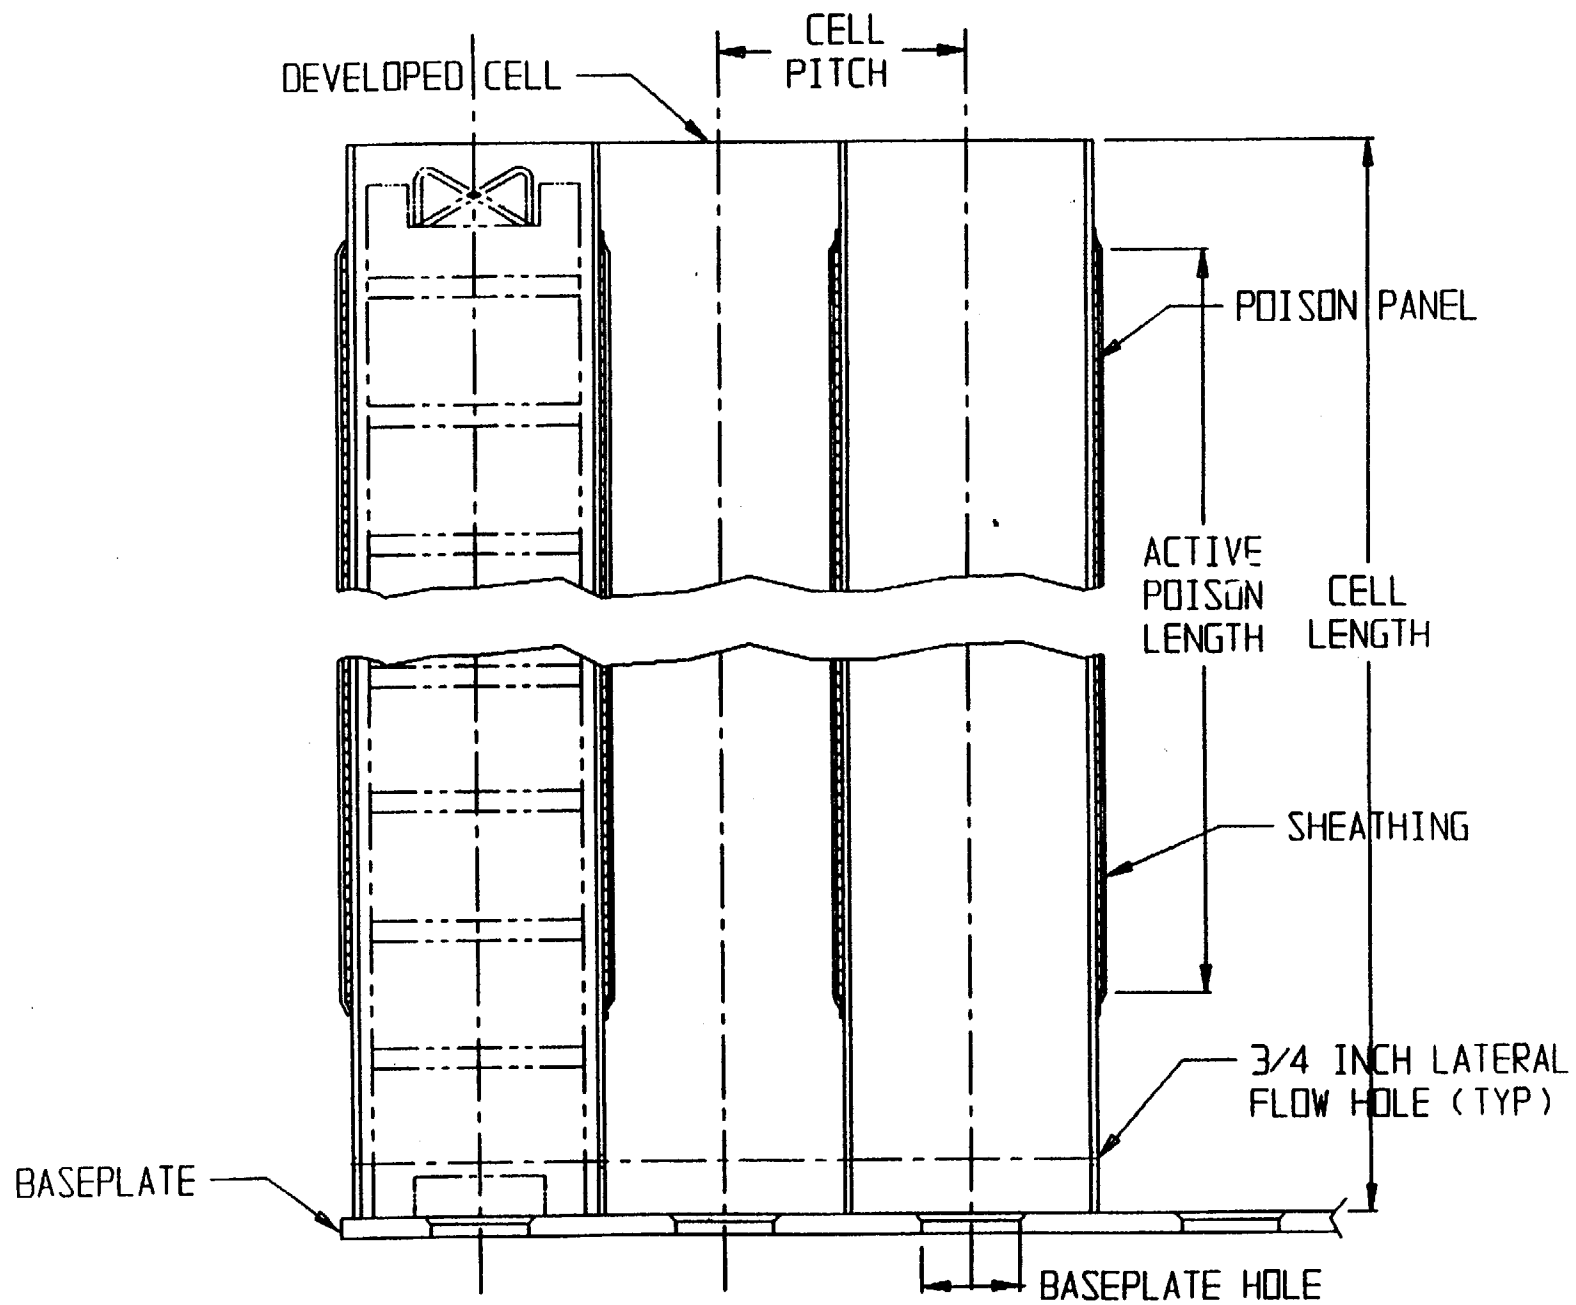 CELL
PITCH
DEVELOPED CELL
POISON PANEL
ACTIVE
POISON
LENGTH
CELL
LENGTH
SHEATHING
3/4 INCH LATERAL
FLOW HOLE (TYP)
BASEPLATE
BASEPLATE HOLE